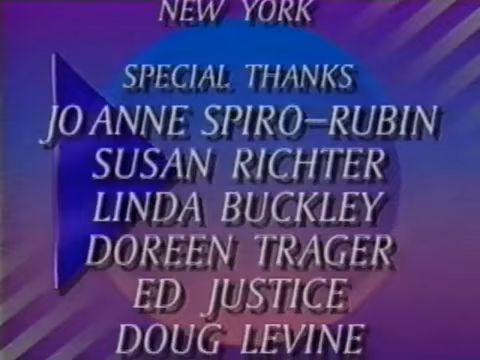 NEW YORK
SPECIAL THANKS
JO ANNE SPIRO-RUBIN
SUSAN RICHTER
LINDA BUCKLEY
DOREEN TRAGER
ED JUSTICE
DOUG LEVINE